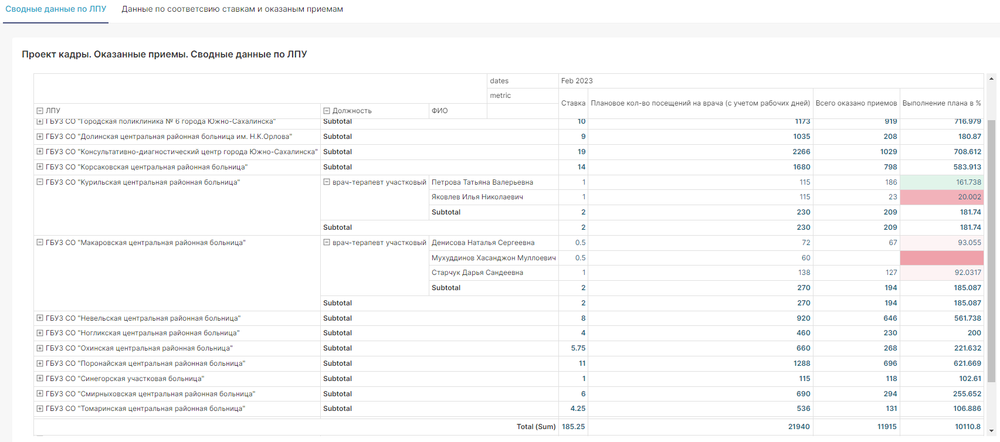 Сводные данные по ЛПУ Данные по соответсвию ставкам и оказаным приемам
Проект кадры. Оказанные приемы. Сводные данные по ЛПУ
dates Feb 2023
metric
Ставка Плановое кол-во посещений на врача (с учетом рабочих дней) Всего оказано приемов Выполнение плана в %
ЛПУ Должность ФИО
ГБУЗ СО "Городская поликлиника № 6 города Южно-Сахалинска" Subtotal 10 1173 919 716.979
ГБУЗ СО "Долинская центральная районная больница им. Н.К.Орлова" Subtotal 9 1035 208 180.87
ГБУЗ СО "Консультативно-диагностический центр города Южно-Сахалинска" Subtotal 19 2266 1029 708.612
ГБУЗ СО "Корсаковская центральная районная больница" Subtotal 14 1680 798 583.913
ГБУЗ СО "Курильская центральная районная больница" врач-терапевт участковый Петрова Татьяна Валерьевна 1 115 186 161.738
Яковлев Илья Николаевич 1 115 23 20.002
Subtotal 2 230 209 181.74
Subtotal 2 230 209 181.74
ГБУЗ СО "Макаровская центральная районная больница" врач-терапевт участковый Денисова Наталья Сергеевна 0.5 72 67 93.055
Мухуддинов Хасанджон Муллоевич 0.5 60
Старчук Дарья Сандеевна 1 138 127 92.0317
Subtotal 2 270 194 185.087
Subtotal 2 270 194 185.087
ГБУЗ СО "Невельская центральная районная больница" Subtotal 8 920 646 561.738
ГБУЗ СО "Ногликская центральная районная больница" Subtotal 4 460 230 200
ГБУЗ СО "Охинская центральная районная больница" Subtotal 5.75 660 268 221.632
ГБУЗ СО "Поронайская центральная районная больница" Subtotal 11 1288 696 621.669
ГБУЗ СО "Синегорская участковая больница" Subtotal 1 115 118 102.61
ГБУЗ СО "Смирныховская центральная районная больница" Subtotal 6 690 294 255.652
ГБУЗ СО "Томаринская центральная районная больница" Subtotal 4.25 536 131 106.886
Total (Sum) 185.25 21940 11915 10110.8